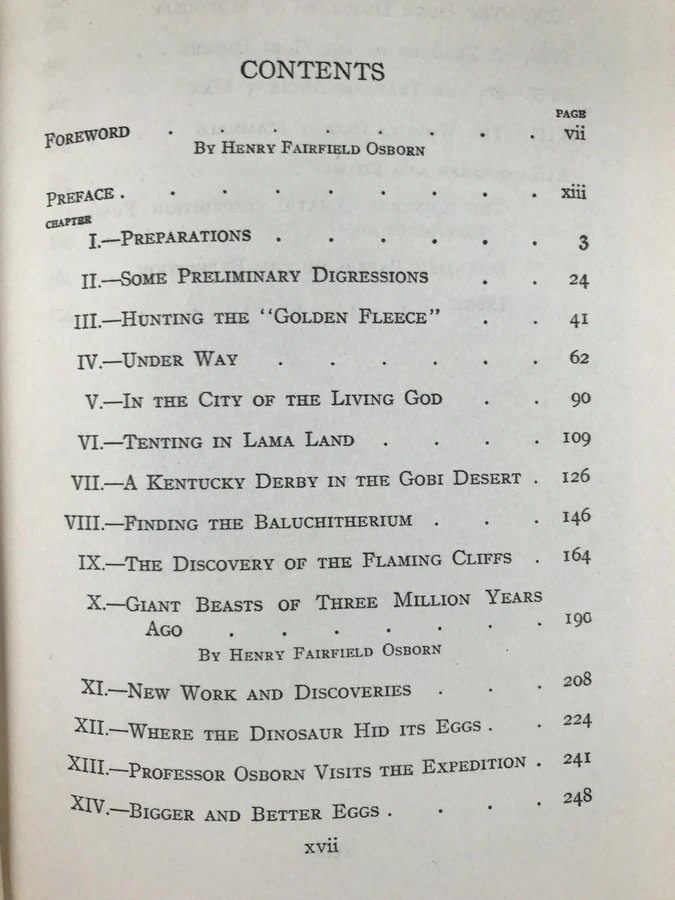 CONTENTS
PAGE
FOREWORD . . . . . . . . vii
BY HENRY FAIRFIELD OSBORN
PREFACE . . . . . . . . . xiii
CHAPTER
I.—PREPARATIONS . . . . . . 3
II.—SOME PRELIMINARY DIGRESSIONS . . 24
III.—HUNTING THE "GOLDEN FLEECE" . . 41
IV.—UNDER WAY . . . . . . 62
V.—IN THE CITY OF THE LIVING GOD . . 90
VI.—TENTING IN LAMA LAND . . . . 109
VII.—A KENTUCKY DERBY IN THE GOBI DESERT . 126
VIII.—FINDING THE BALUCHITHERIUM . . . 146
IX.—THE DISCOVERY OF THE FLAMING CLIFFS . 164
X.—GIANT BEASTS OF THREE MILLION YEARS
AGO . . . . . . . 190
BY HENRY FAIRFIELD OSBORN
XI.—NEW WORK AND DISCOVERIES . . . 208
XII.—WHERE THE DINOSAUR HID ITS EGGS . . 224
XIII.—PROFESSOR OSBORN VISITS THE EXPEDITION . 241
XIV.—BIGGER AND BETTER EGGS . . . . 248
xvii